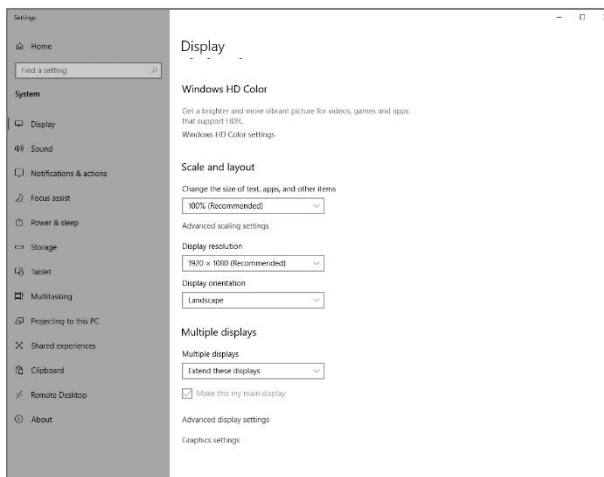 Settings
Home
Find a setting
System
Display
Sound
Notifications & actions
Focus assist
Power & sleep
Storage
Tablet
Multitasking
Projecting to this PC
Shared experiences
Clipboard
Remote Desktop
About
Display
Windows HD Color
Get a brighter and more vibrant picture for videos, games and apps
that support HDR.
Windows HD Color settings
Scale and layout
Change the size of text, apps, and other items
100% (Recommended)
Advanced scaling settings
Display resolution
1920 × 1080 (Recommended)
Display orientation
Landscape
Multiple displays
Multiple displays
Extend these displays
Make this my main display
Advanced display settings
Graphics settings